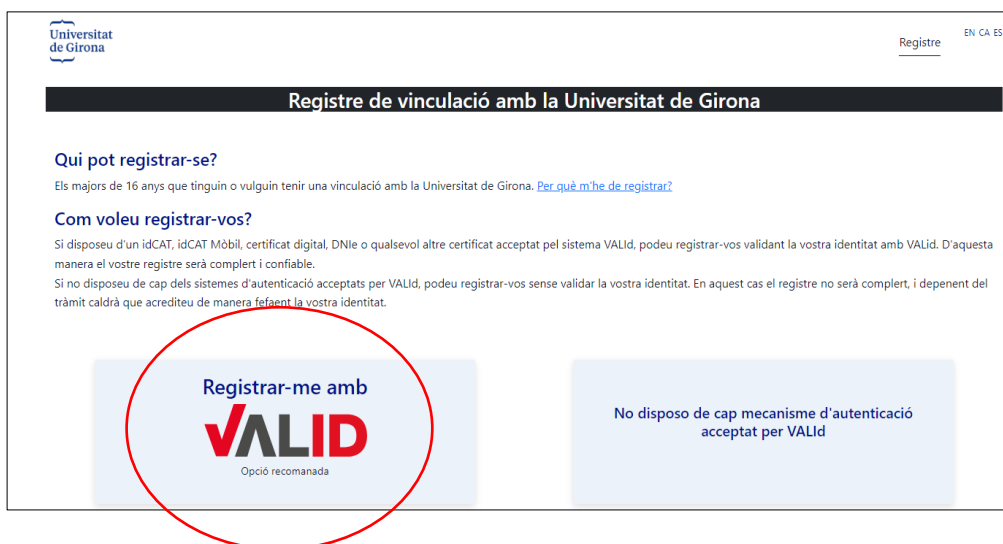 Universitat
de Girona
Registre
EN CA ES
Registre de vinculació amb la Universitat de Girona
Qui pot registrar-se?
Els majors de 16 anys que tinguin o vulguin tenir una vinculació amb la Universitat de Girona. Per què m'he de registrar?
Com voleu registrar-vos?
Si disposeu d'un idCAT, idCAT Mòbil, certificat digital, DNIe o qualsevol altre certificat acceptat pel sistema VALId, podeu registrar-vos validant la vostra identitat amb VALid. D'aquesta
manera el vostre registre serà complert i confiable.
Si no disposeu de cap dels sistemes d'autenticació acceptats per VALId, podeu registrar-vos sense validar la vostra identitat. En aquest cas el registre no serà complert, i depenent del
tràmit caldrà que acrediteu de manera fefaent la vostra identitat.
Registrar-me amb
VALID
Opció recomanada
No disposo de cap mecanisme d'autenticació
acceptat per VALId